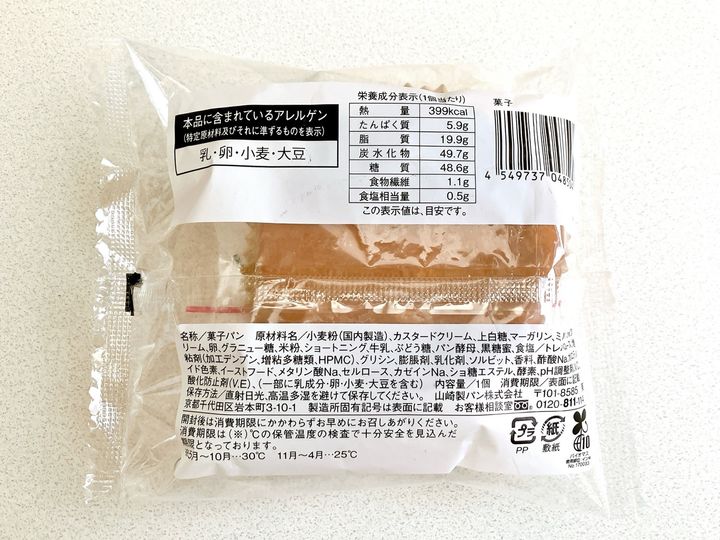 本品に含まれているアレルゲン
(特定原材料及びそれに準ずるものを表示)
乳・卵・小麦・大豆
栄養成分表示(1個当たり)
熱量 399kcal
たんぱく質 5.9g
脂質 19.9g
炭水化物 49.7g
糖質 48.6g
食物繊維 1.1g
食塩相当量 0.5g
この表示値は、目安です。
菓子
4 549737 048
名称/菓子パン 原材料名/小麦粉(国内製造)、カスタードクリーム、上白糖、マーガリン、
リーム、卵、グラニュー糖、米粉、ショートニング、牛乳、ぶどう糖、パン酵母、黒糖蜜、食塩/トレハロース、
粘剤(加工デンプン、増粘多糖類、HPMC)、グリシン、膨脹剤、乳化剤、ソルビット、香料、酢酸Na、
イド色素、イーストフード、メタリン酸Na、セルロース、カゼインNa、ショ糖エステル、酵素、pH調整剤、
酸化防止剤(V.E)、(一部に乳成分・卵・小麦・大豆を含む) 内容量/1個 消費期限/表面に記載
保存方法/直射日光、高温多湿を避けて保存してください。 山崎製パン株式会社 〒101-8585
京都千代田区岩本町3-10-1 製造所固有記号は表面に記載 お客様相談室 0120-811-
開封後は消費期限にかかわらずお早めにお召しあがりください。
消費期限は(※)℃の保管温度の検査で十分安全を見込んだ
期限となっております。
5月〜10月…30℃ 11月〜4月…25℃
プラ
PP
紙
敷紙
バイオマス
No.170033